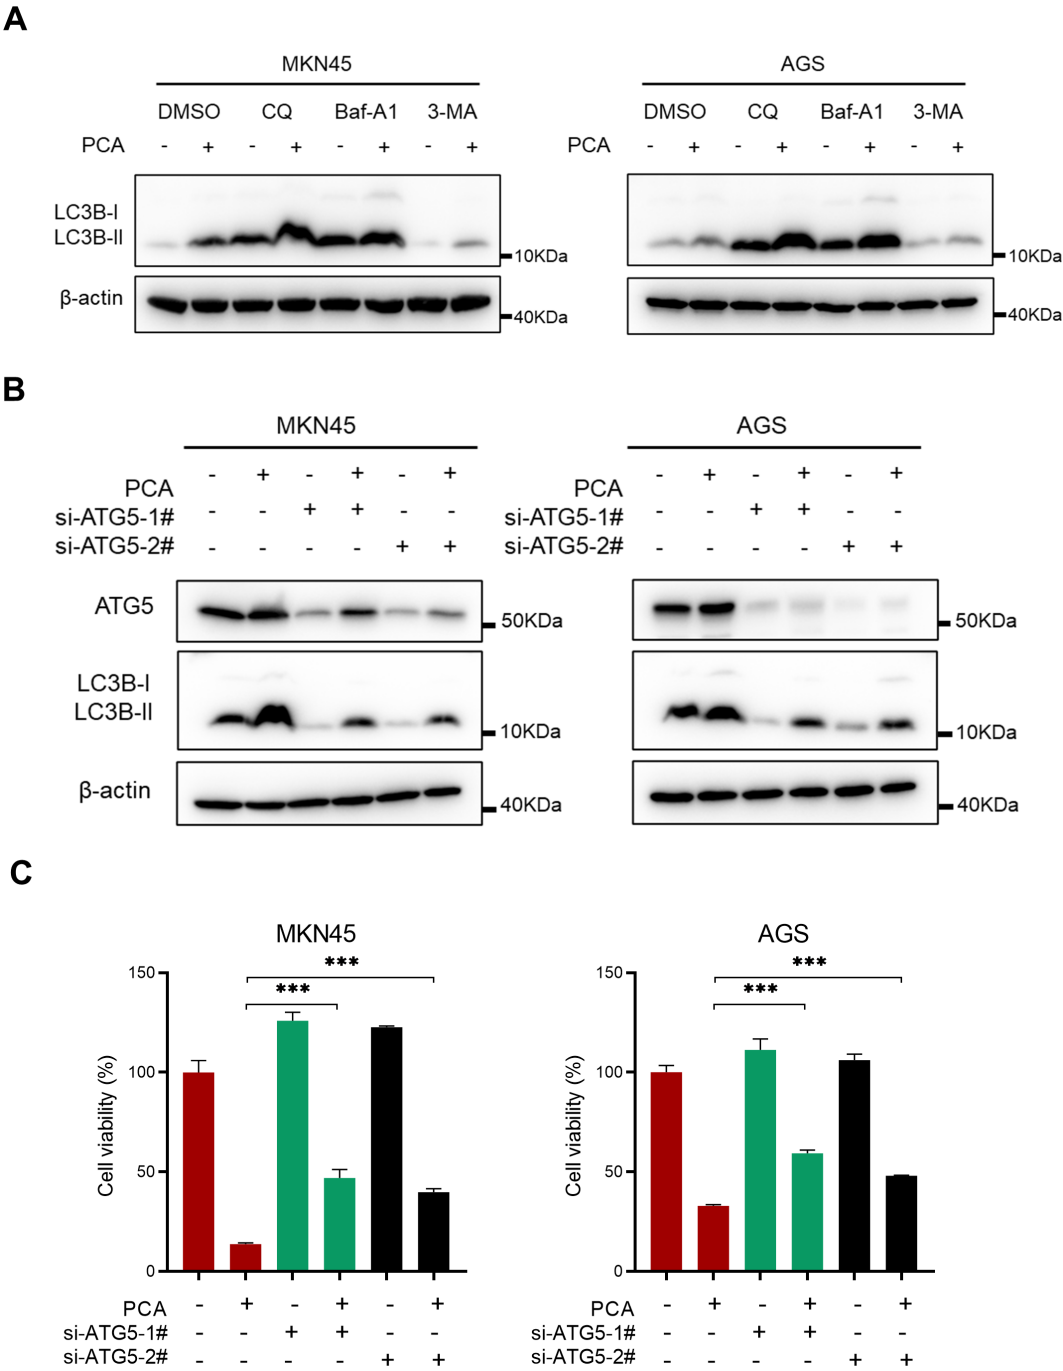 A
MKN45 AGS
DMSO CQ Baf-A1 3-MA DMSO CQ Baf-A1 3-MA
PCA - + - + - + - + PCA - + - + - + - +
LC3B-I
LC3B-II
10KDa 10KDa
β-actin
40KDa 40KDa
B
MKN45 AGS
PCA - + - + - + PCA - + - + - +
si-ATG5-1# - - + + - - si-ATG5-1# - - + + - -
si-ATG5-2# - - - - + + si-ATG5-2# - - - - + +
ATG5
50KDa 50KDa
LC3B-I
LC3B-II
10KDa 10KDa
β-actin
40KDa 40KDa
C
MKN45 AGS
*** ***
*** ***
150 150
100 100
50 50
0 0
Cell viability (%) Cell viability (%)
PCA - + - + - + PCA - + - + - +
si-ATG5-1# - - + + - - si-ATG5-1# - - + + - -
si-ATG5-2# - - - - + + si-ATG5-2# - - - - + +